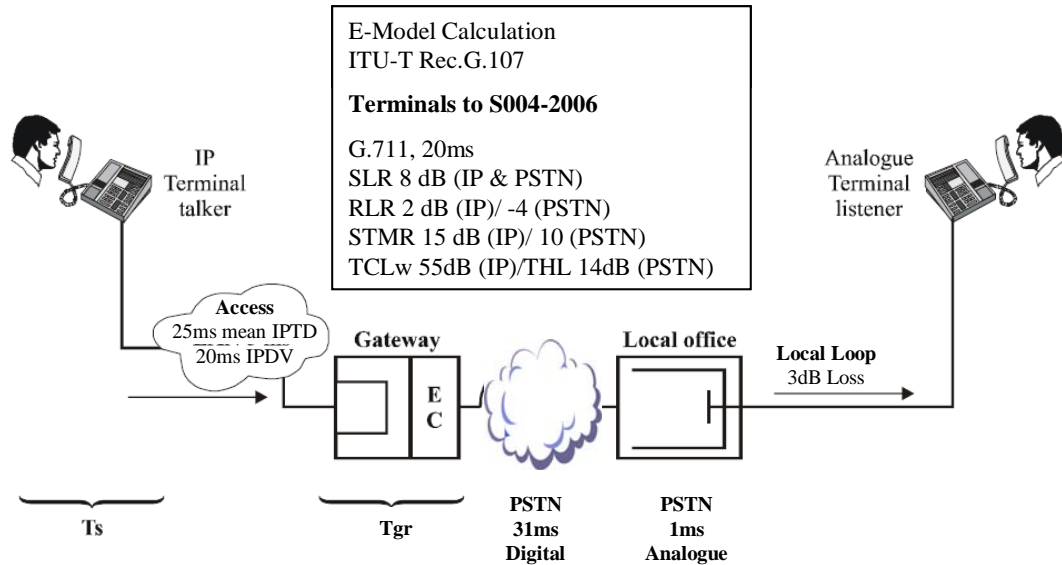 E-Model Calculation
ITU-T Rec.G.107
Terminals to S004-2006
G.711, 20ms
SLR 8 dB (IP & PSTN)
RLR 2 dB (IP)/ -4 (PSTN)
STMR 15 dB (IP)/ 10 (PSTN)
TCLw 55dB (IP)/THL 14dB (PSTN)
IP
Terminal
talker
Analogue
Terminal
listener
Access
25ms mean IPTD
20ms IPDV
Gateway
E
C
Local office
Local Loop
3dB Loss
Ts
Tgr
PSTN
31ms
Digital
PSTN
1ms
Analogue